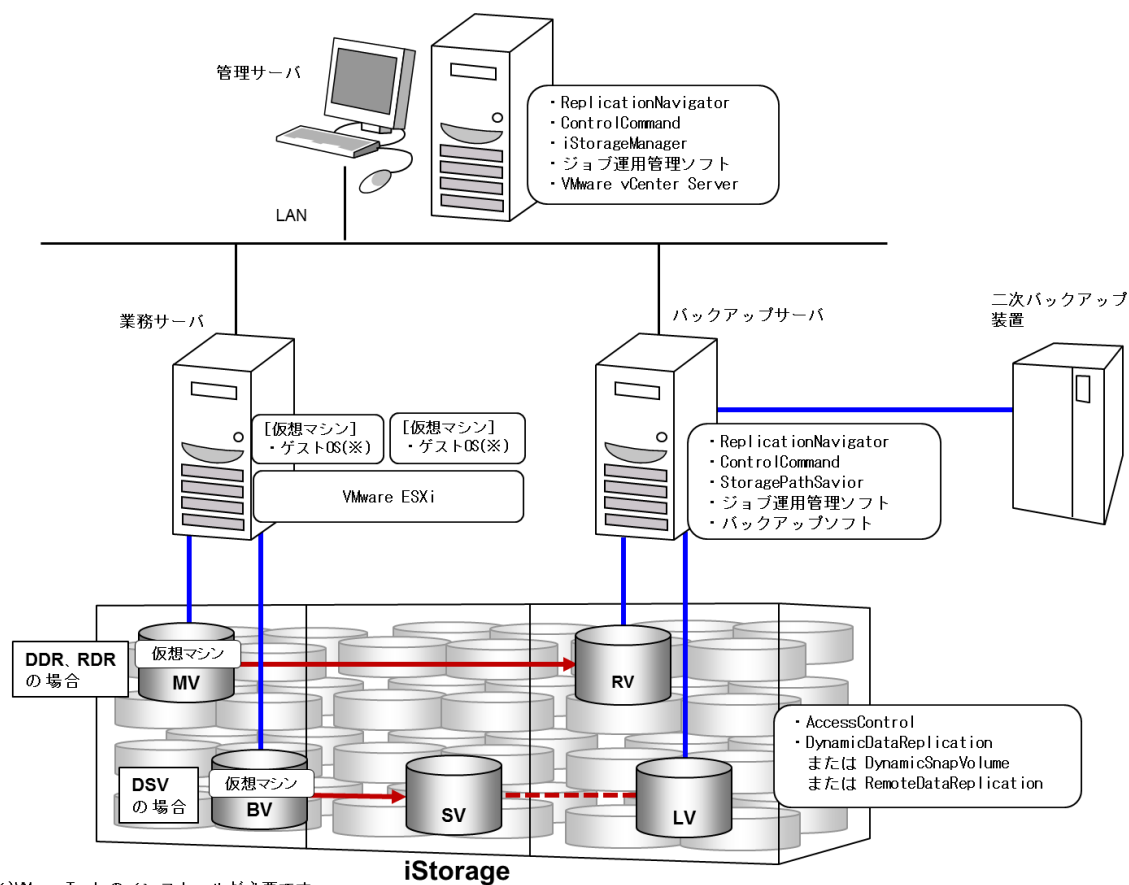 管理サーバ
・ReplicationNavigator
・ControlCommand
・iStorageManager
・ジョブ運用管理ソフト
・VMware vCenter Server
LAN
業務サーバ
バックアップサーバ
二次バックアップ
装置
[仮想マシン]
・ゲストOS(※)
[仮想マシン]
・ゲストOS(※)
VMware ESXi
・ReplicationNavigator
・ControlCommand
・StoragePathSavior
・ジョブ運用管理ソフト
・バックアップソフト
DDR、RDR
の場合
仮想マシン
MV
RV
・AccessControl
・DynamicDataReplication
または DynamicSnapVolume
または RemoteDataReplication
DSV
の場合
仮想マシン
BV
SV
LV
iStorage